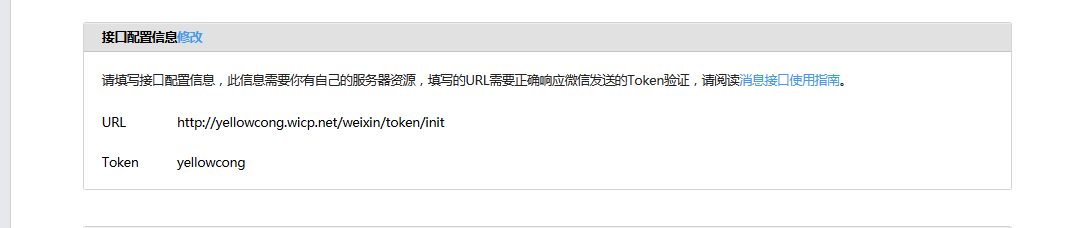 接口配置信息修改
请填写接口配置信息，此信息需要你有自己的服务器资源，填写的URL需要正确响应微信发送的Token验证，请阅读消息接口使用指南。
URL http://yellowcong.wicp.net/weixin/token/init
Token yellowcong